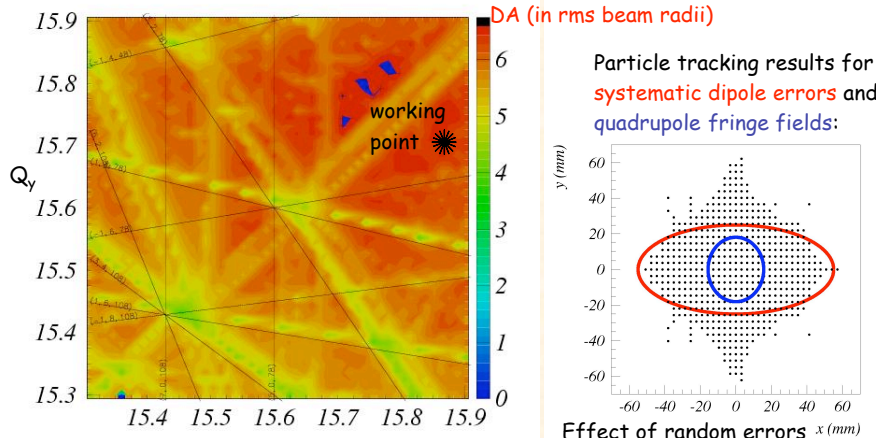 DA (in rms beam radii)
15.9
15.8
15.7
15.6
15.5
15.4
15.3
Qy
15.4 15.5 15.6 15.7 15.8 15.9
working
point
6
5
4
3
2
1
0
Particle tracking results for
systematic dipole errors and
quadrupole fringe fields:
y (mm)
60
40
20
0
-20
-40
-60
-60 -40 -20 0 20 40 60
x (mm)
Effect of random errors